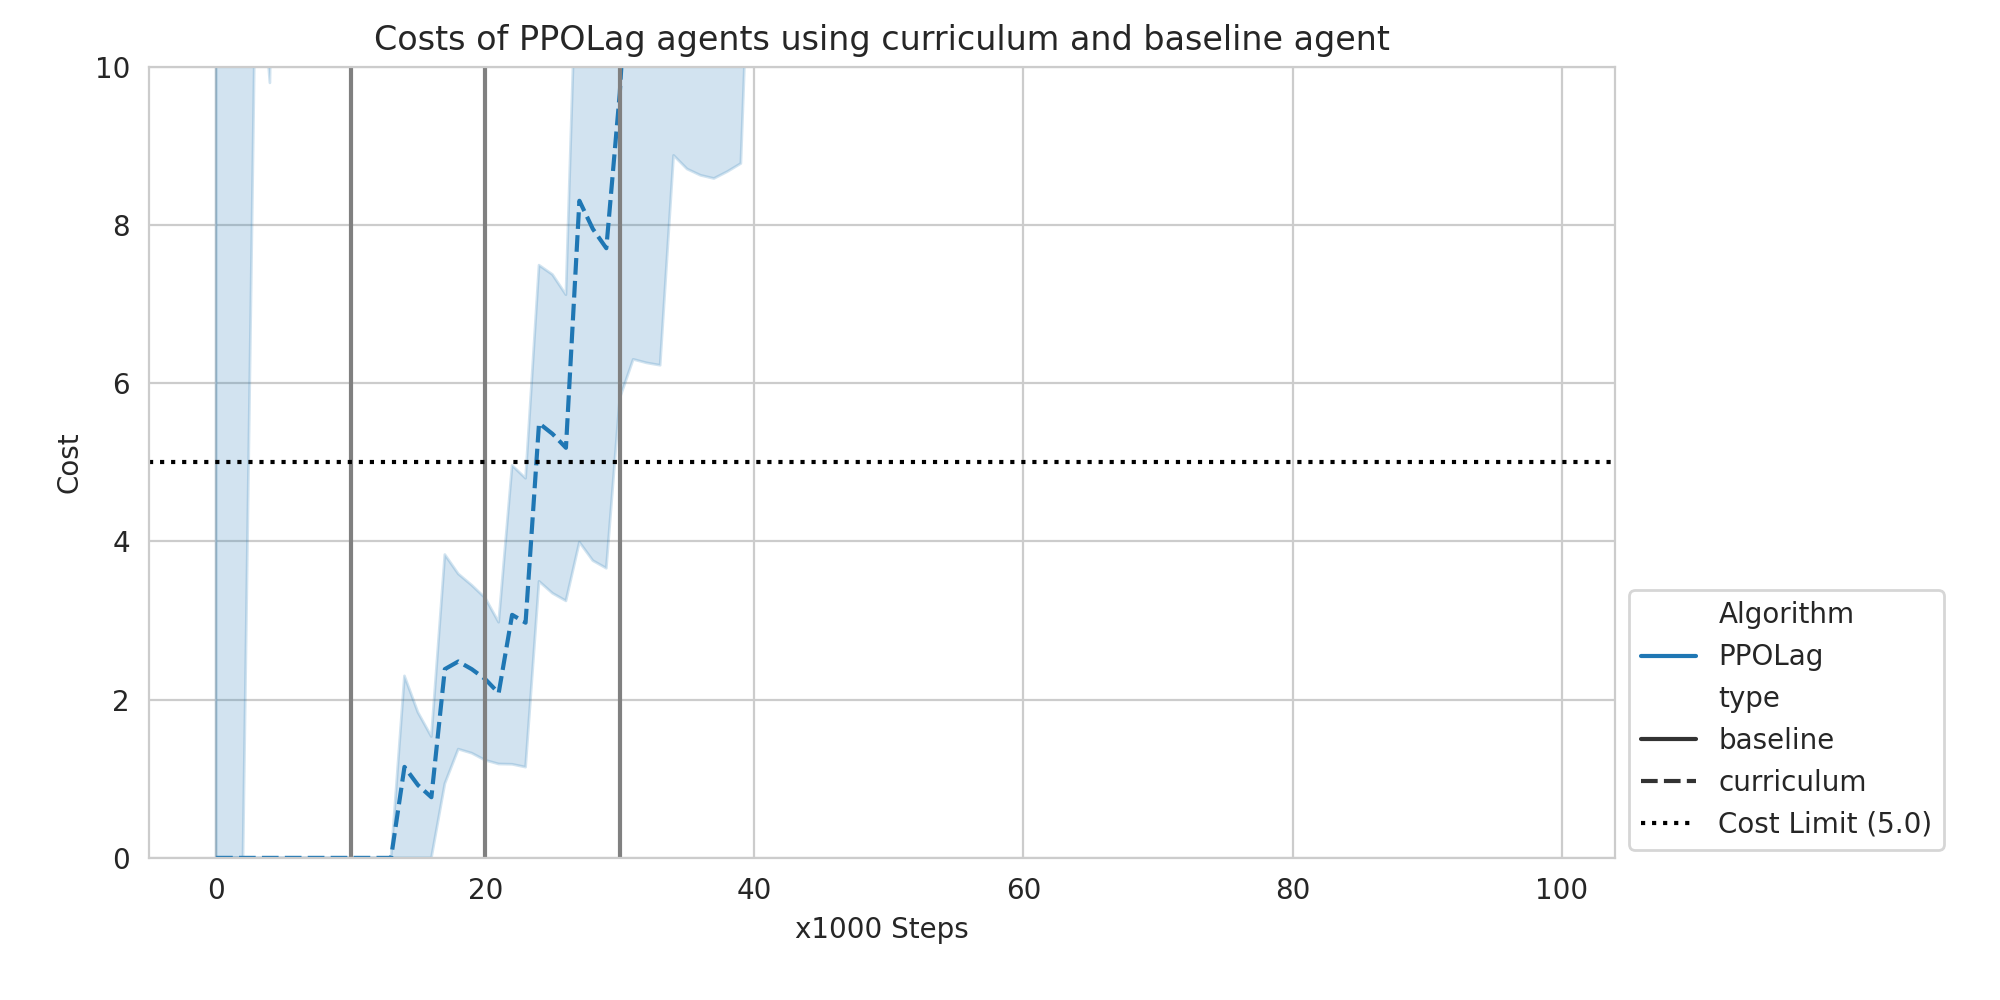 Costs of PPOLag agents using curriculum and baseline agent
10
8
6
4
2
0
Cost
0 20 40 60 80 100
x1000 Steps
Algorithm
PPOLag
type
baseline
curriculum
Cost Limit (5.0)